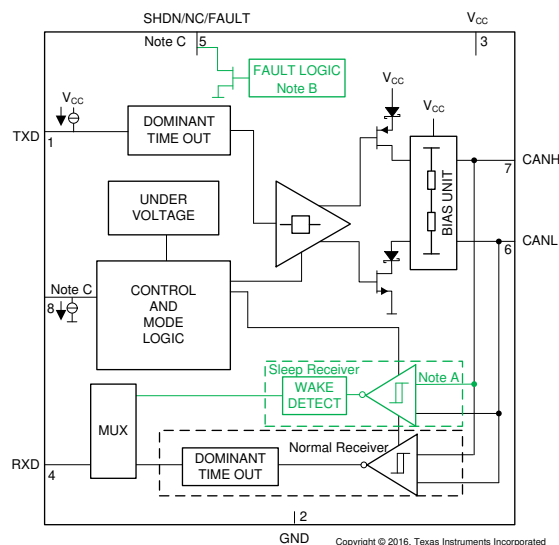 SHDN/NC/FAULT
VCC
Note C
5
3
FAULT LOGIC
Note B
VCC
VCC
VCC
DOMINANT
TIME OUT
TXD
1
BIAS UNIT
7
CANH
UNDER
VOLTAGE
6
CANL
Note C
8
CONTROL
AND
MODE
LOGIC
Sleep Receiver
Note A
WAKE
DETECT
MUX
Normal Receiver
DOMINANT
TIME OUT
RXD
4
2
GND
Copyright © 2016, Texas Instruments Incorporated